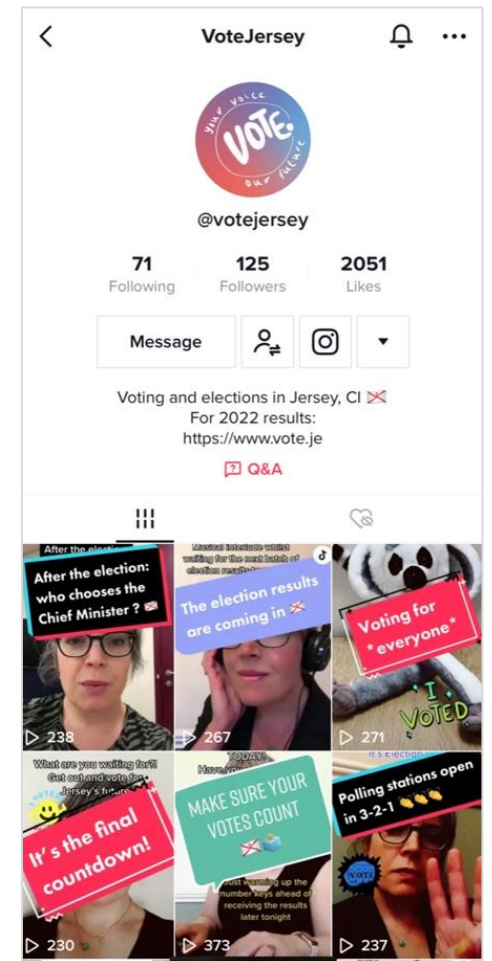 VoteJersey
your voice
VOTE.
our future
@votejersey
71 125 2051
Following Followers Likes
Message
Voting and elections in Jersey, CI
For 2022 results:
https://www.vote.je
Q&A
After the election:
After the election:
who chooses the
Chief Minister ?
238
Musical interlude whilst
waiting for the next batch of
election results
The election results
are coming in
267
Voting for
*everyone*
I
VOTED
271
What are you waiting for?!
Get out and vote for
Jersey's future
It's the final
countdown!
230
TODAY!
Have you
MAKE SURE YOUR
VOTES COUNT
Just warming up the
number keys ahead of
receiving the results
later tonight
373
It's Election
Polling stations open
in 3-2-1
VOTE
237